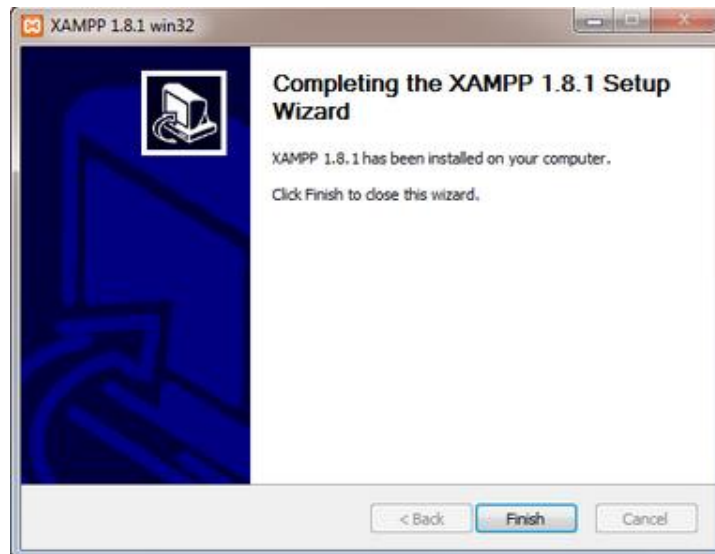 XAMPP 1.8.1 win32
Completing the XAMPP 1.8.1 Setup
Wizard
XAMPP 1.8.1 has been installed on your computer.
Click Finish to close this wizard.
< Back
Finish
Cancel